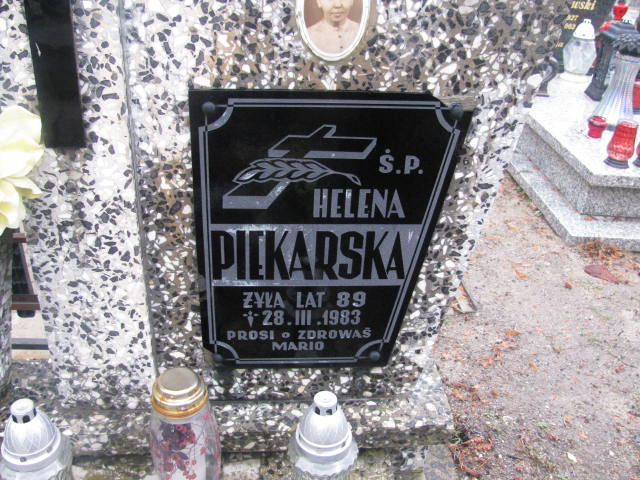 Ś.P.
HELENA
PIEKARSKA
ŻYŁA LAT 89
† 28.III.1983
PROSI o ZDROWAŚ
MARIO